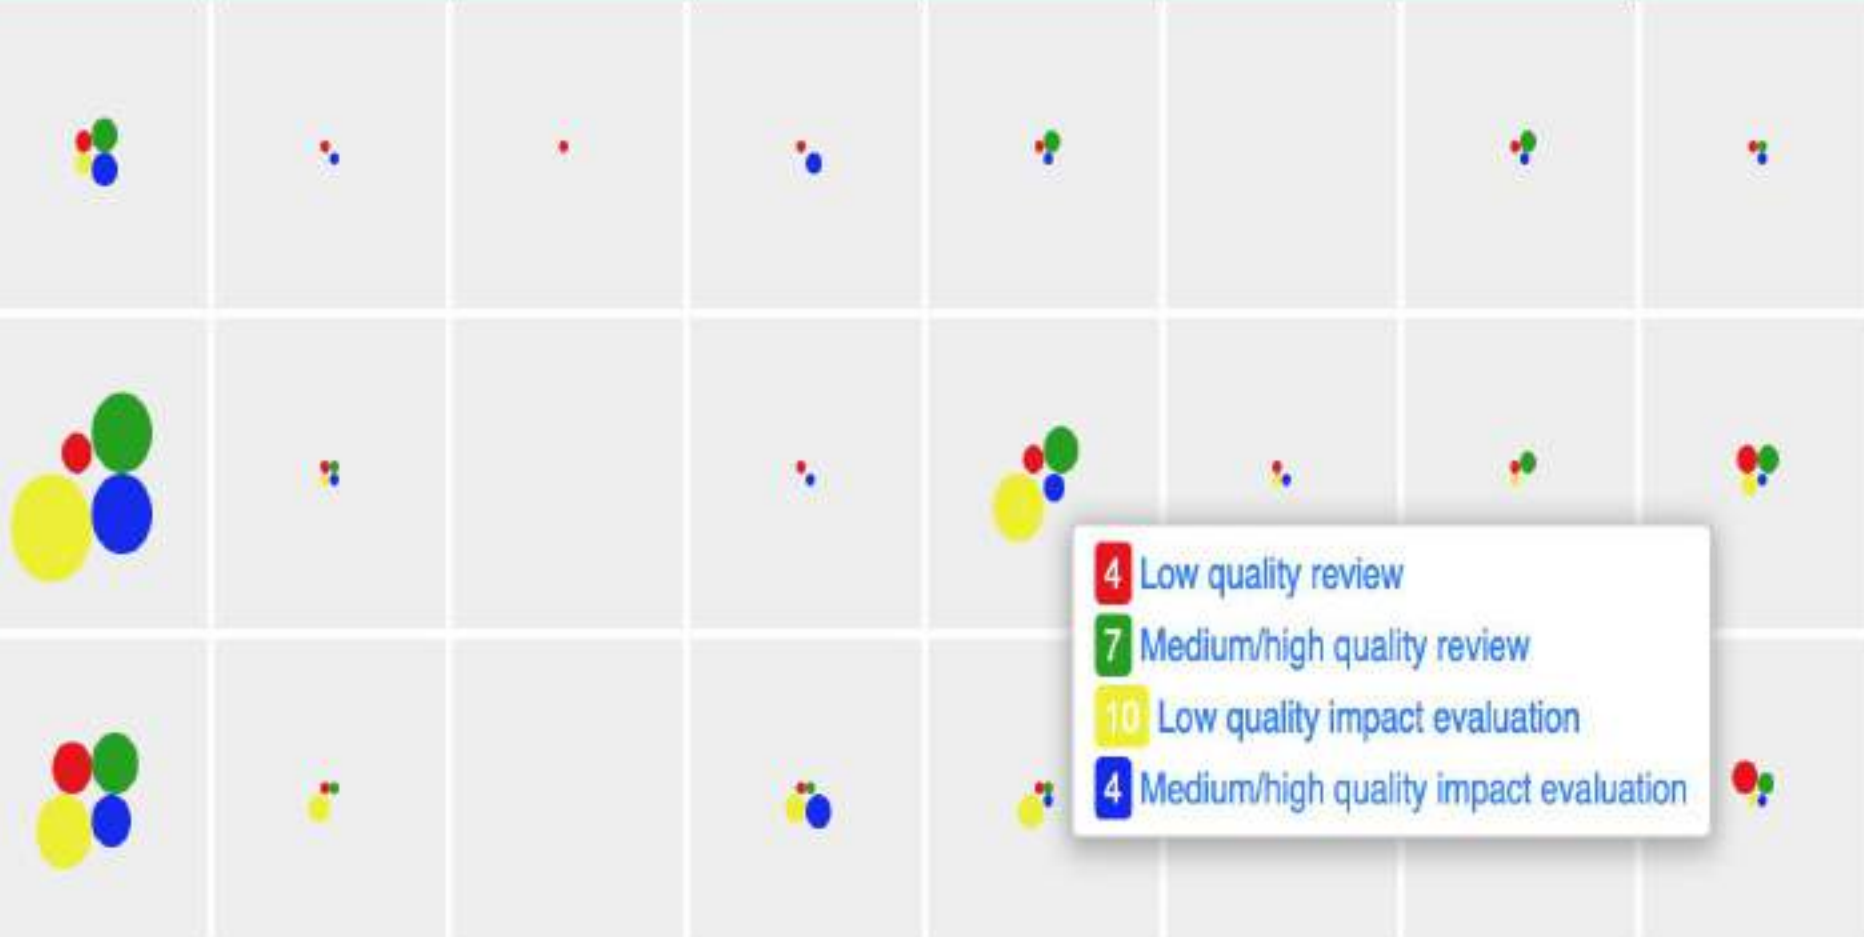 4 Low quality review
7 Medium/high quality review
10 Low quality impact evaluation
4 Medium/high quality impact evaluation